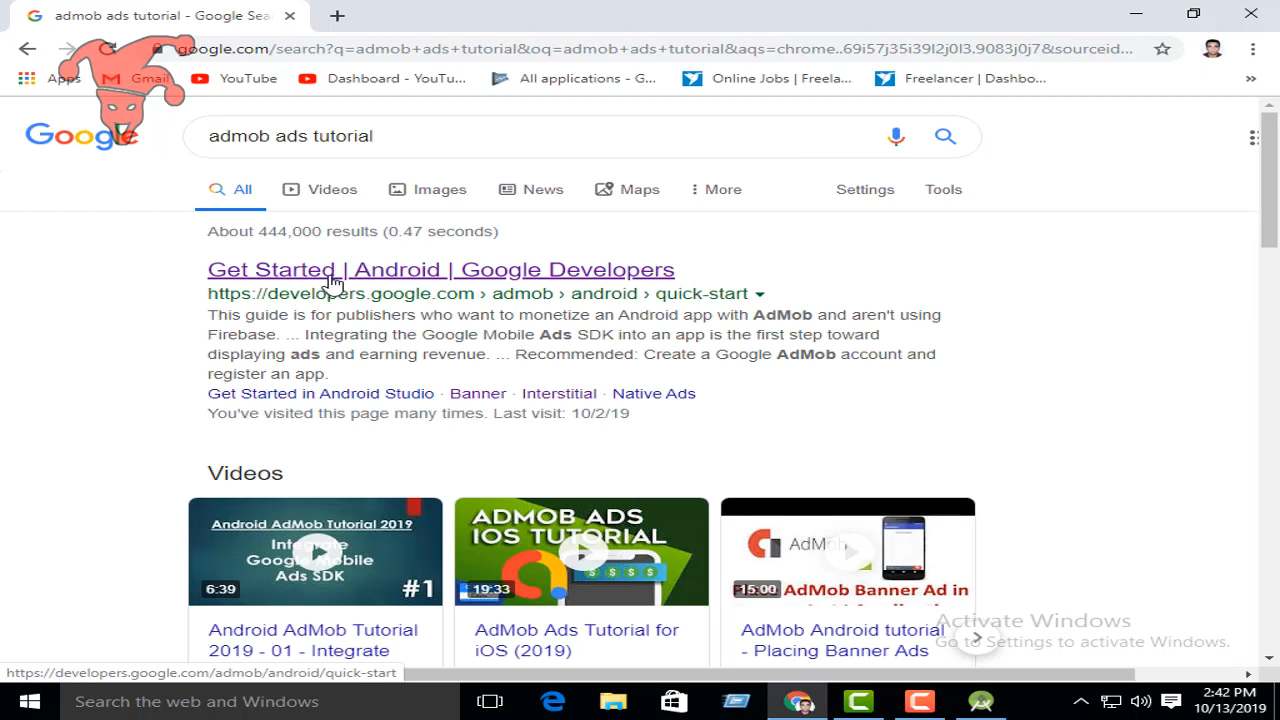 admob ads tutorial - Google Sea
google.com/search?q=admob+ads+tutorial&oq=admob+ads+tutorial&aqs=chrome..69i57j35i39l2j0l3.9083j0j7&sourceid...
Apps Gmail YouTube Dashboard - YouTu... All applications - G... Online Jobs | Freela... Freelancer | Dashbo... »
Google admob ads tutorial
All Videos Images News Maps More Settings Tools
About 444,000 results (0.47 seconds)
Get Started | Android | Google Developers
https://developers.google.com › admob › android › quick-start
This guide is for publishers who want to monetize an Android app with AdMob and aren't using
Firebase. ... Integrating the Google Mobile Ads SDK into an app is the first step toward
displaying ads and earning revenue. ... Recommended: Create a Google AdMob account and
register an app.
Get Started in Android Studio · Banner · Interstitial · Native Ads
You've visited this page many times. Last visit: 10/2/19
Videos
Android AdMob Tutorial 2019
Integrate
Google Mobile
Ads SDK
6:39 #1
ADMOB ADS
IOS TUTORIAL
$ $ $ $
19:33
AdMob
15:00 AdMob Banner Ad in
Android AdMob Tutorial
2019 - 01 - Integrate
AdMob Ads Tutorial for
iOS (2019)
AdMob Android tutorial
- Placing Banner Ads
Activate Windows
Go to Settings to activate Windows.
https://developers.google.com/admob/android/quick-start
Search the web and Windows
2:42 PM
10/13/2019